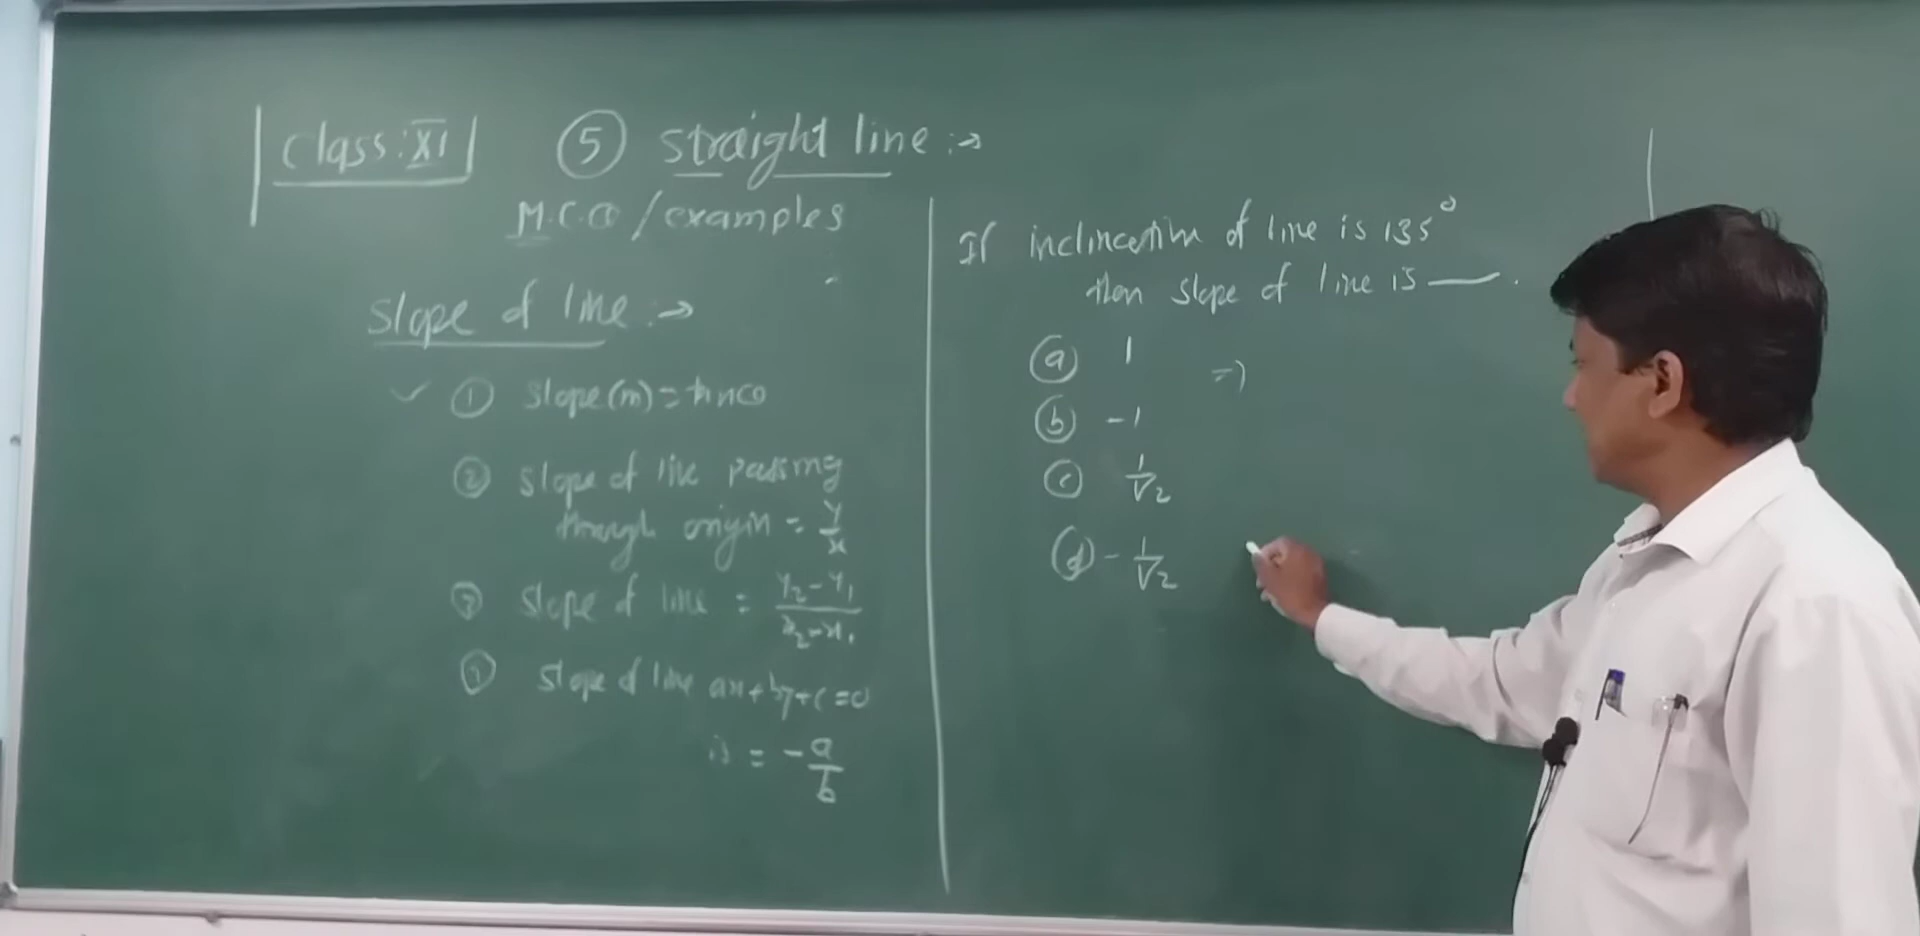 Class: XI
⑤ straight line :→
M.C.Q / examples
Slope of line :→
① slope (m) = tanθ
② slope of line passing
through origin = y/x
③ slope of line = y₂-y₁/x₂-x₁
slope of line ax+by+c=0
is = -a/b
If inclination of line is 135°
then slope of line is —.
ⓐ 1
=)
ⓑ -1
ⓒ 1/√2
ⓓ -1/√2